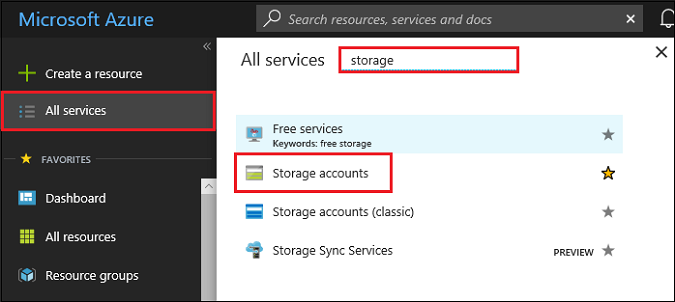 Microsoft Azure
Search resources, services and docs
Create a resource
All services
FAVORITES
Dashboard
All resources
Resource groups
All services
storage
Free services
Keywords: free storage
Storage accounts
Storage accounts (classic)
Storage Sync Services
PREVIEW